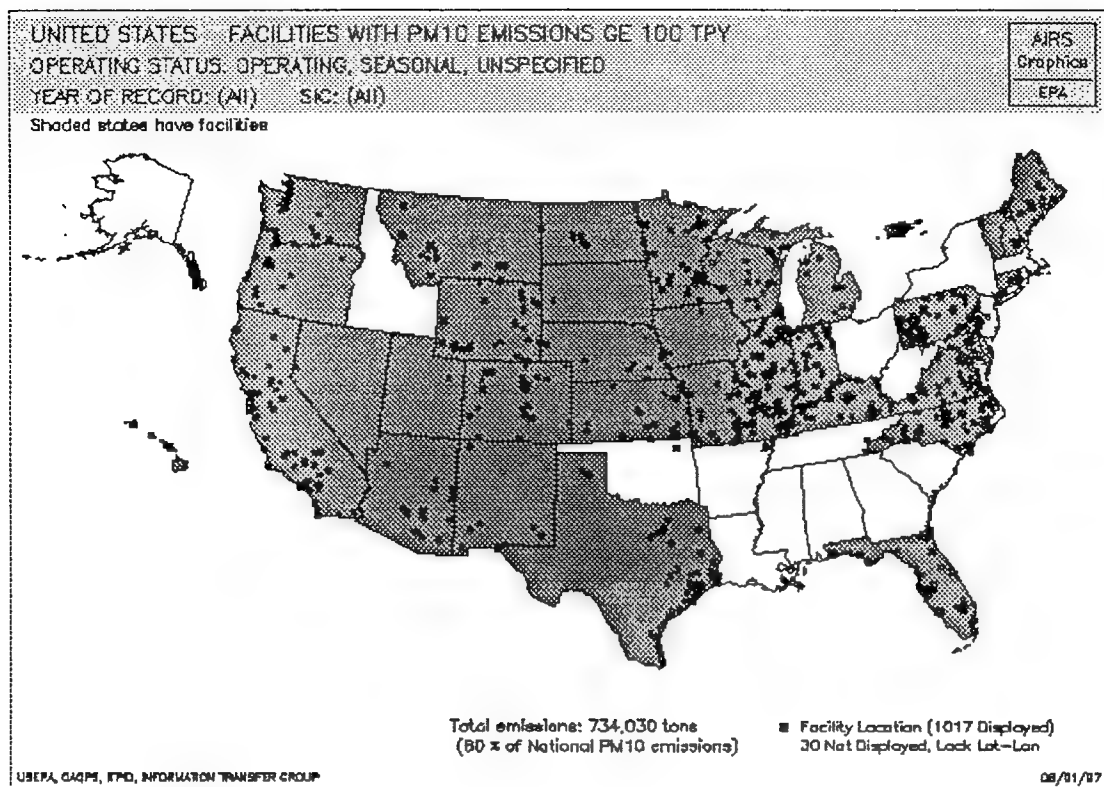 UNITED STATES FACILITIES WITH PM10 EMISSIONS GE 100 TPY
OPERATING STATUS: OPERATING, SEASONAL, UNSPECIFIED
YEAR OF RECORD: (All) SIC: (All)
AIRS
Graphics
EPA
Shaded states have facilities
Total emissions: 734,030 tons
(80 % of National PM10 emissions)
Facility Location (1017 Displayed)
30 Not Displayed, Lack Lat-Lon
USEPA, OAQPS, ITPID, INFORMATION TRANSFER GROUP
08/01/97